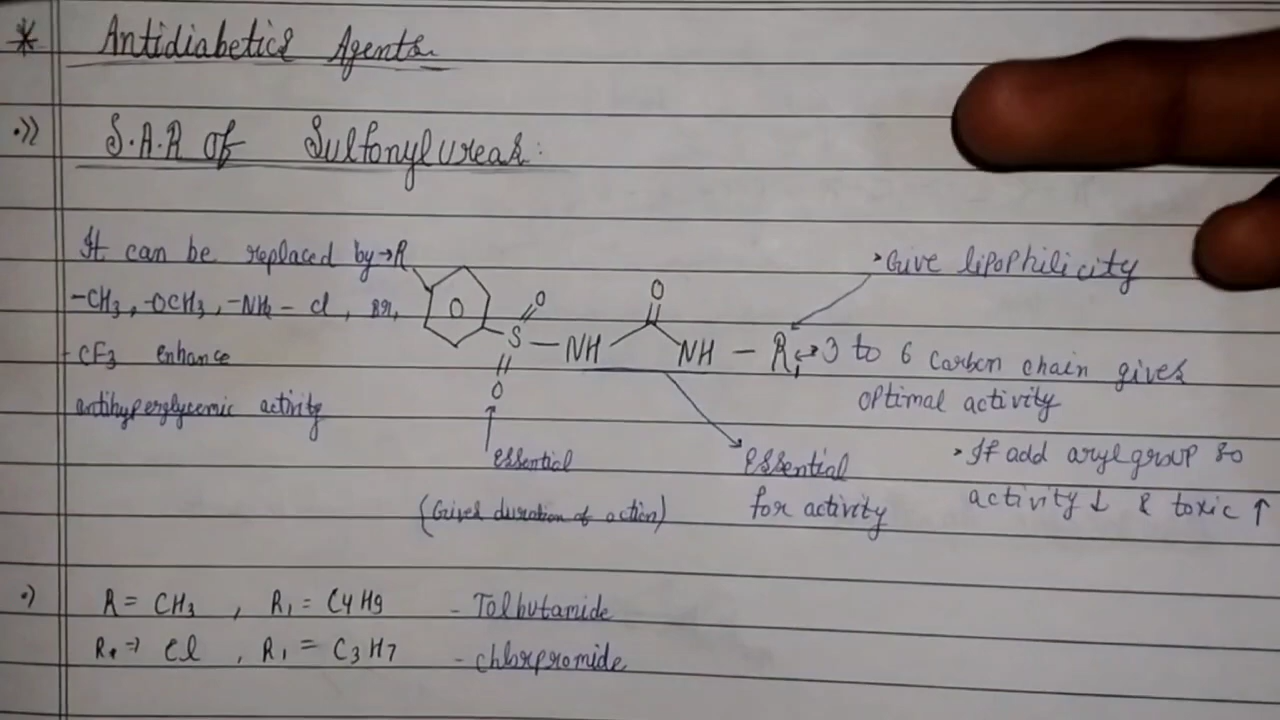 * Antidiabetics Agents
•》 S.A.R of Sulfonylureas:
It can be replaced by → R
-CH3, -OCH3, -NH2 - Cl, Br,
- CF3 enhance
antihyperglycemic activity
O
O
S — NH
O
O
NH — R1
• Give lipophilicity
→ 3 to 6 carbon chain gives
optimal activity
• If add aryl group so
activity ↓ & toxic ↑
Essential
(Gives duration of action)
Essential
for activity
•) R = CH3 , R1 = C4H9 - Tolbutamide
R ⇒ Cl , R1 = C3H7 - chlorpromide